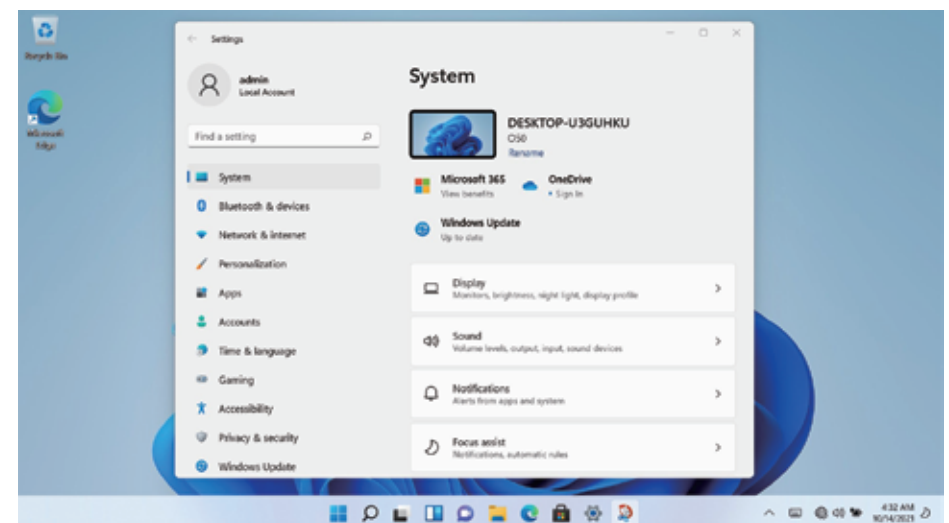 Recycle Bin
Microsoft
Edge
Settings
admin
Local Account
Find a setting
System
Bluetooth & devices
Network & internet
Personalization
Apps
Accounts
Time & language
Gaming
Accessibility
Privacy & security
Windows Update
System
DESKTOP-U3GUHKU
Rename
Microsoft 365
View benefits
OneDrive
• Sign In
Windows Update
Up to date
Display
Monitors, brightness, night light, display profile
Sound
Volume levels, output, input, sound devices
Notifications
Alerts from apps and system
Focus assist
Notifications, automatic rules
4:32 AM